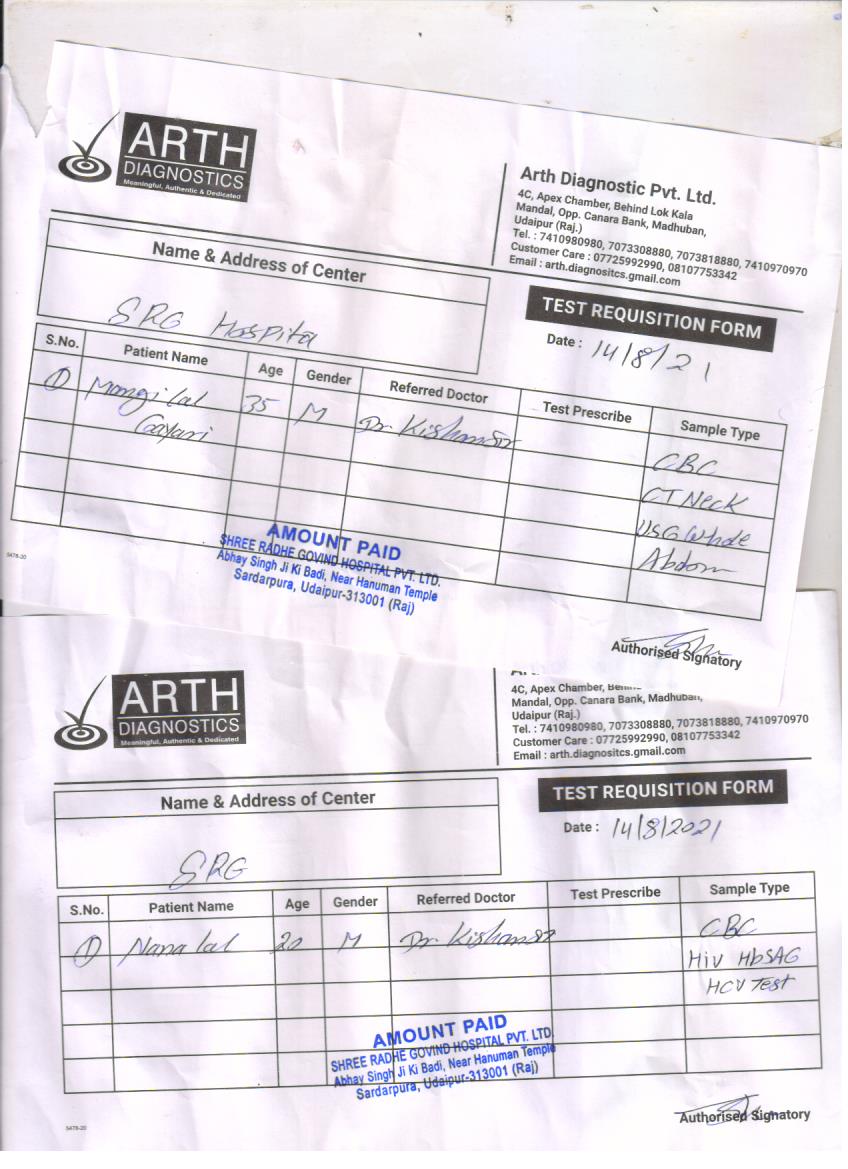 ARTH
DIAGNOSTICS
Meaningful, Authentic & Dedicated
Arth Diagnostic Pvt. Ltd.
4C, Apex Chamber, Behind Lok Kala
Mandal, Opp. Canara Bank, Madhuban,
Udaipur (Raj.)
Tel. : 7410980980, 7073308880, 7073818880, 7410970970
Customer Care : 07725992990, 08107753342
Email : arth.diagnositcs.gmail.com
Name & Address of Center
SRG Hospital
TEST REQUISITION FORM
Date : 14/8/21
S.No. Patient Name Age Gender Referred Doctor Test Prescribe Sample Type
1 Mangilal 35 M Dr Kishan
Gayari
CBC
CT Neck
USG Whole
Abdom
AMOUNT PAID
SHREE RADHE GOVIND HOSPITAL PVT. LTD.
Abhay Singh Ji Ki Badi, Near Hanuman Temple
Sardarpura, Udaipur-313001 (Raj)
5478-20
Authorised Signatory
ARTH
DIAGNOSTICS
Meaningful, Authentic & Dedicated
4C, Apex Chamber,
Mandal, Opp. Canara Bank, Madhuban,
Udaipur (Raj.)
Tel. : 7410980980, 7073308880, 7073818880, 7410970970
Customer Care : 07725992990, 08107753342
Email : arth.diagnositcs.gmail.com
Name & Address of Center
SRG
TEST REQUISITION FORM
Date : 14/8/2021
S.No. Patient Name Age Gender Referred Doctor Test Prescribe Sample Type
1 Nana lal 20 M Dr Kishan
CBC
Hiv HbSAG
HCV Test
AMOUNT PAID
SHREE RADHE GOVIND HOSPITAL PVT. LTD.
Abhay Singh Ji Ki Badi, Near Hanuman Temple
Sardarpura, Udaipur-313001 (Raj)
Authorised Signatory
5478-20